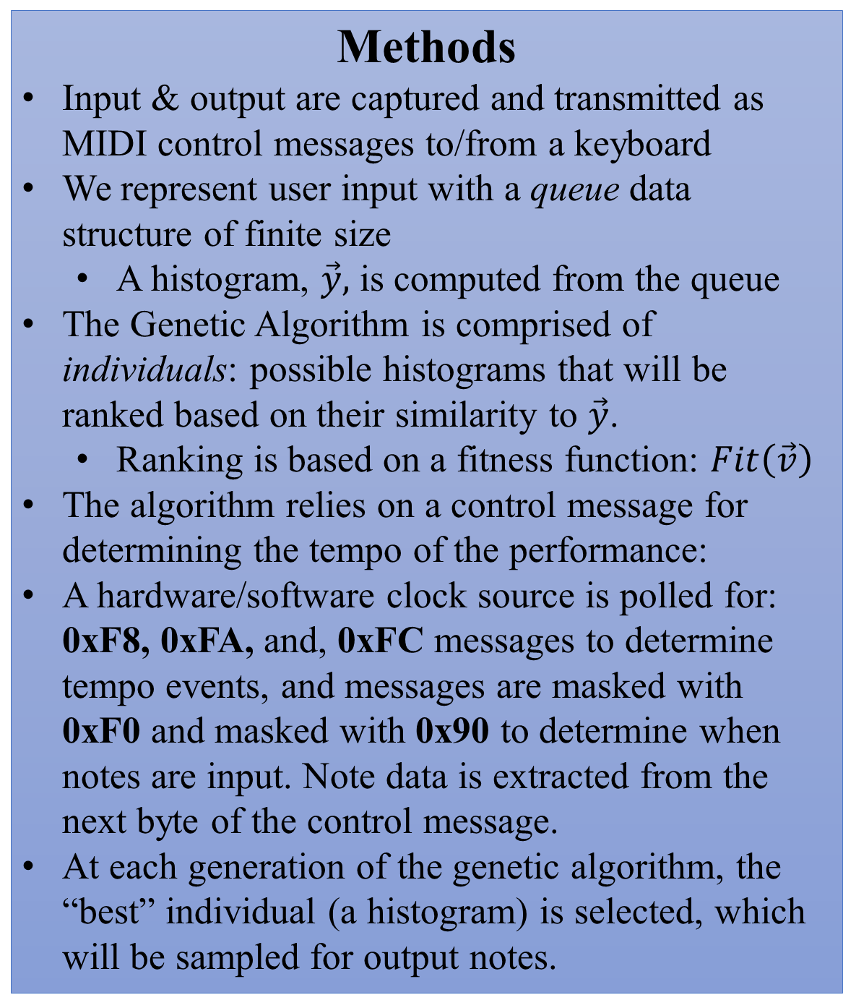 Methods
• Input & output are captured and transmitted as
MIDI control messages to/from a keyboard
• We represent user input with a queue data
structure of finite size
• A histogram, y⃗, is computed from the queue
• The Genetic Algorithm is comprised of
individuals: possible histograms that will be
ranked based on their similarity to y⃗.
• Ranking is based on a fitness function: Fit(v⃗)
• The algorithm relies on a control message for
determining the tempo of the performance:
• A hardware/software clock source is polled for:
0xF8, 0xFA, and, 0xFC messages to determine
tempo events, and messages are masked with
0xF0 and masked with 0x90 to determine when
notes are input. Note data is extracted from the
next byte of the control message.
• At each generation of the genetic algorithm, the
“best” individual (a histogram) is selected, which
will be sampled for output notes.